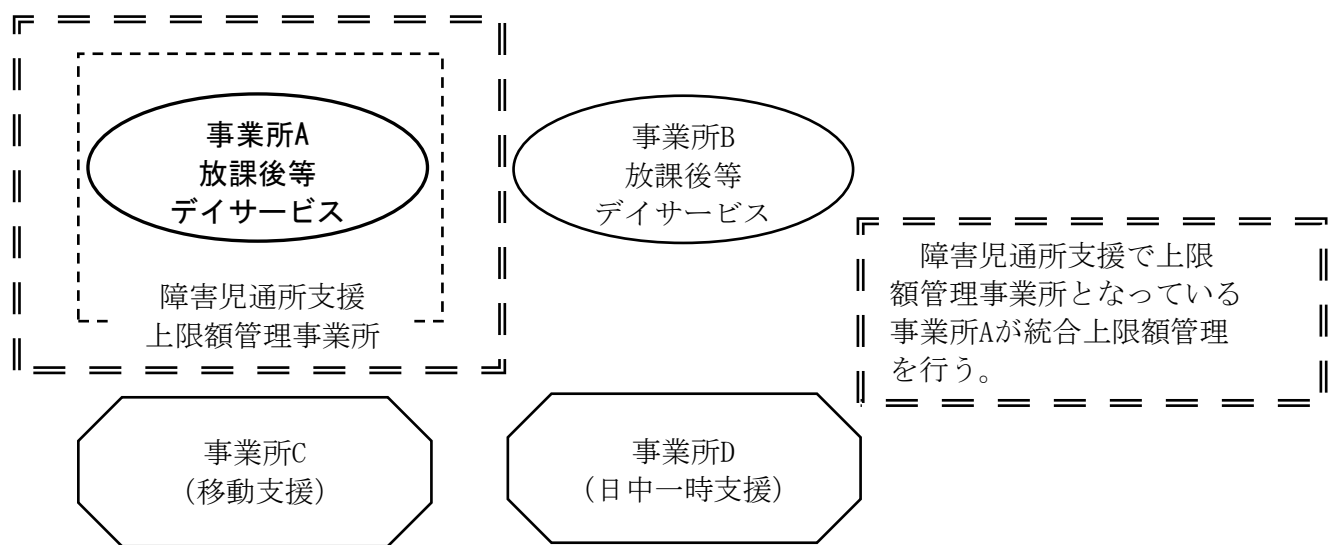 事業所A
放課後等
デイサービス
障害児通所支援
上限額管理事業所
事業所B
放課後等
デイサービス
障害児通所支援で上限
額管理事業所となっている
事業所Aが統合上限額管理
を行う。
事業所C
（移動支援）
事業所D
（日中一時支援）